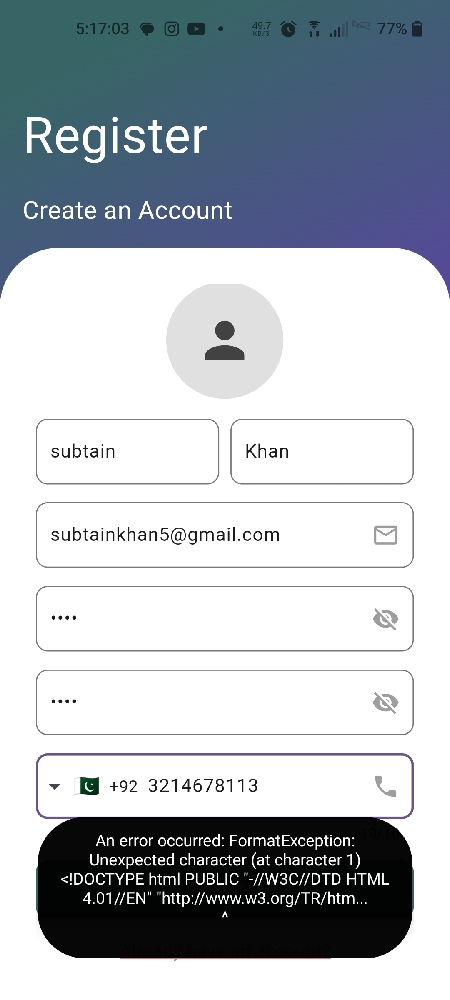 5:17:03
49.7
KB/S
77%
Register
Create an Account
subtain
Khan
subtainkhan5@gmail.com
••••
••••
+92 3214678113
An error occurred: FormatException:
Unexpected character (at character 1)
<!DOCTYPE html PUBLIC "-//W3C//DTD HTML
4.01//EN" "http://www.w3.org/TR/htm...
^